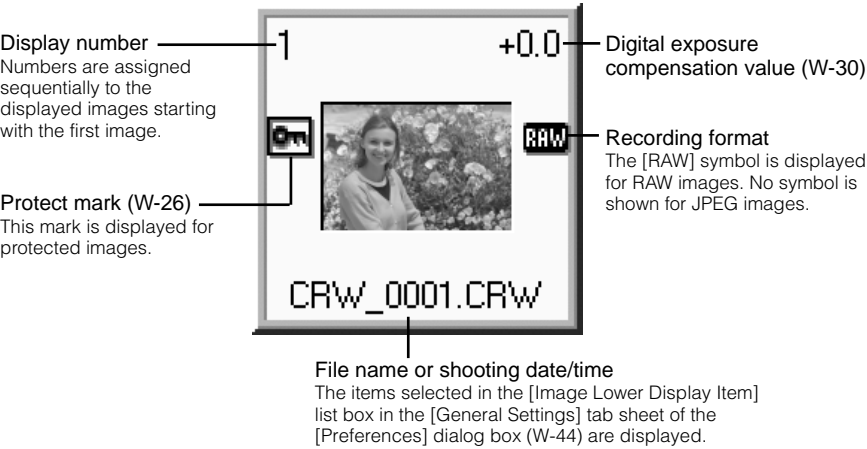 Display number
Numbers are assigned
sequentially to the
displayed images starting
with the first image.
Protect mark (W-26)
This mark is displayed for
protected images.
1
+0.0
RAW
CRW_0001.CRW
Digital exposure
compensation value (W-30)
Recording format
The [RAW] symbol is displayed
for RAW images. No symbol is
shown for JPEG images.
File name or shooting date/time
The items selected in the [Image Lower Display Item]
list box in the [General Settings] tab sheet of the
[Preferences] dialog box (W-44) are displayed.